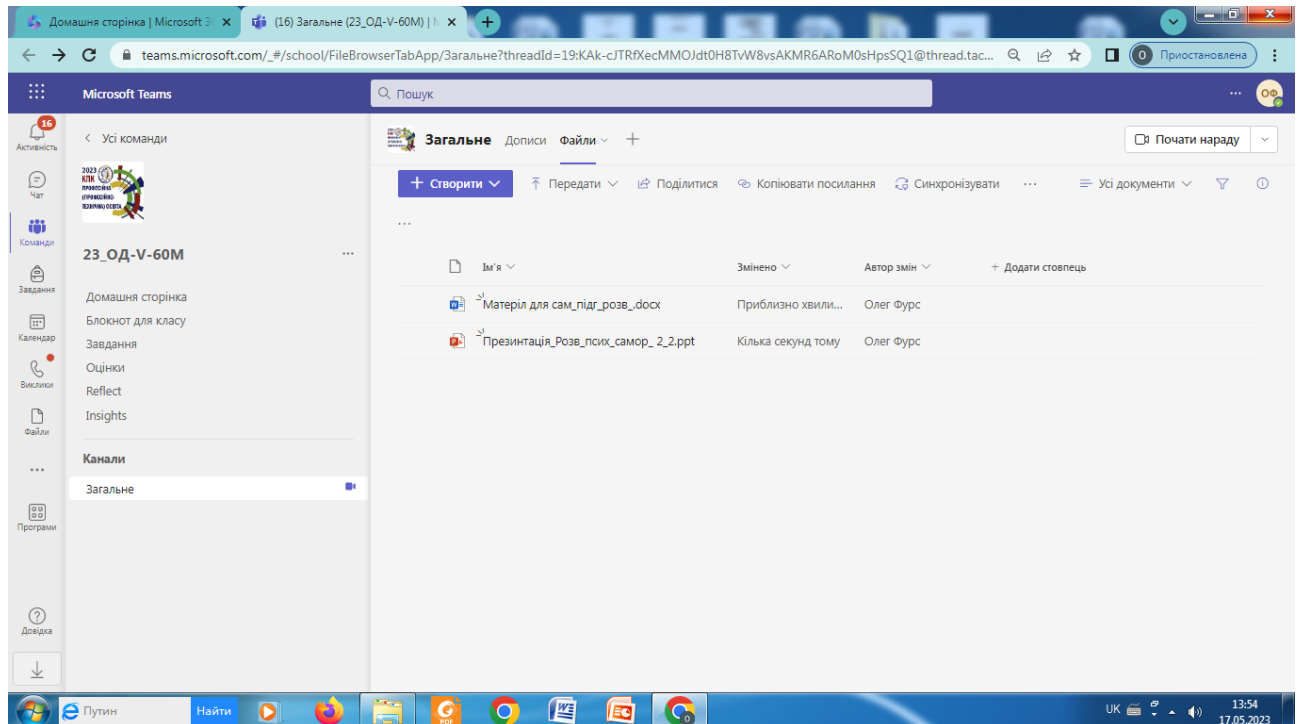 Домашня сторінка | Microsoft 3
(16) Загальне (23_ОД-V-60М) |
teams.microsoft.com/_#/school/FileBrowserTabApp/Загальне?threadId=19:KAk-cJTRfXecMMOJdt0H8TvW8vsAKMR6ARoM0sHpsSQ1@thread.tac...
О Приостановлена
Microsoft Teams
Пошук
ОФ
16
Активність
Чат
Команди
Завдання
Календар
Виклики
Файли
Програми
Довідка
Усі команди
2023
КПК
23_ОД-V-60М
Домашня сторінка
Блокнот для класу
Завдання
Оцінки
Reflect
Insights
Канали
Загальне
Загальне Дописи Файли
Почати нараду
Створити Передати Поділитися Копіювати посилання Синхронізувати ... Усі документи
...
Ім'я Змінено Автор змін + Додати стовпець
Матеріл для сам_підг_розв_.docx Приблизно хвили... Олег Фурс
Презинтація_Розв_псих_самор_ 2_2.ppt Кілька секунд тому Олег Фурс
Путин Найти
PDF
UK
13:54
17.05.2023